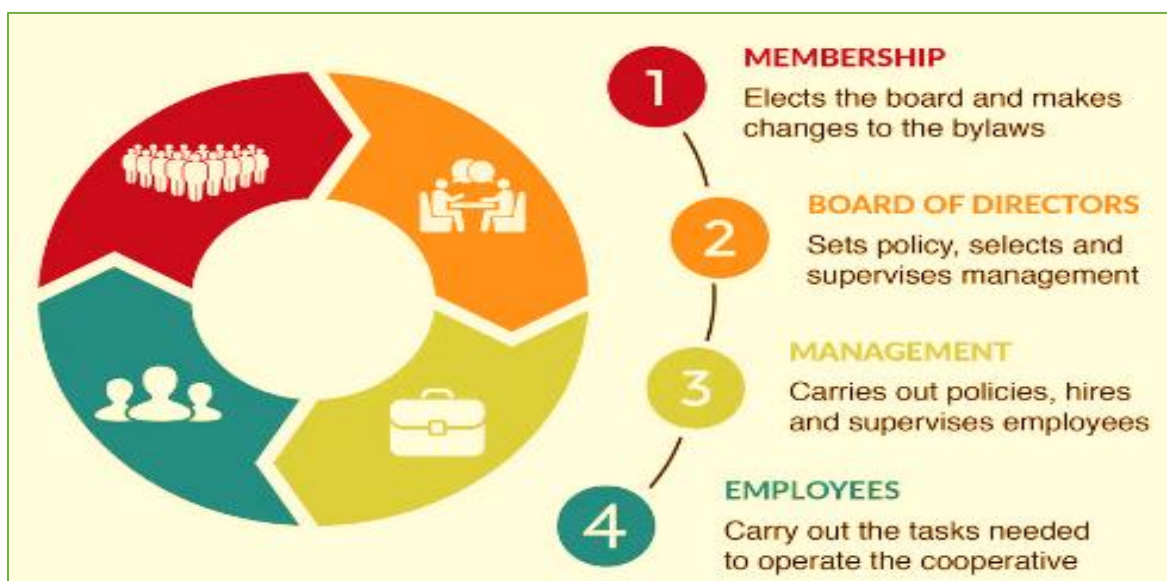 1
MEMBERSHIP
Elects the board and makes
changes to the bylaws
2
BOARD OF DIRECTORS
Sets policy, selects and
supervises management
3
MANAGEMENT
Carries out policies, hires
and supervises employees
4
EMPLOYEES
Carry out the tasks needed
to operate the cooperative